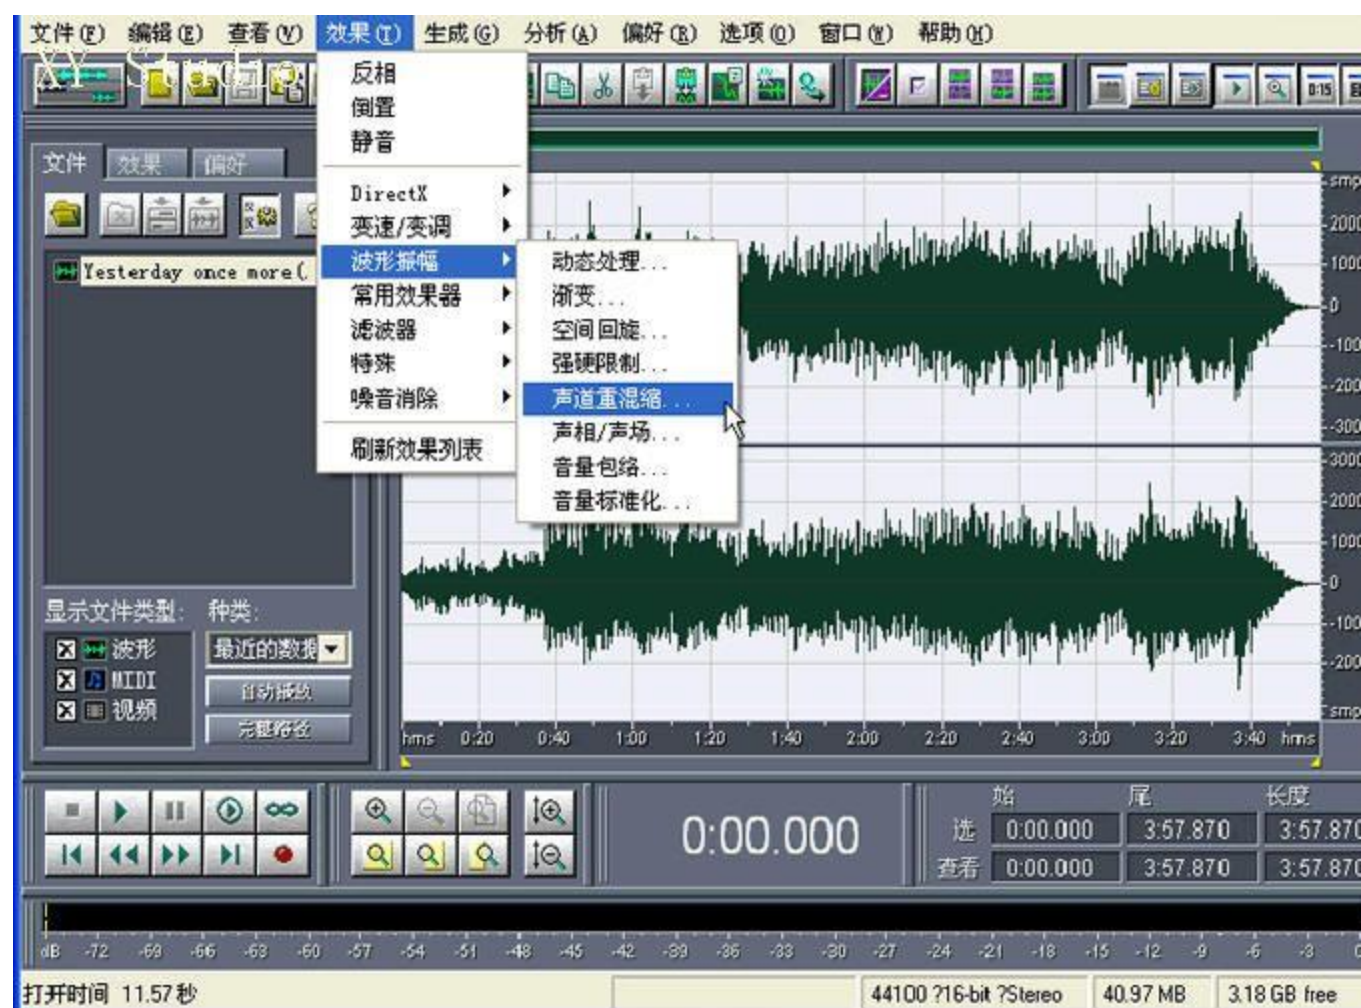 文件(F) 编辑(E) 查看(V) 效果(T) 生成(G) 分析(A) 偏好(R) 选项(O) 窗口(W) 帮助(H)
XY Studio
反相
倒置
静音
DirectX
变速/变调
波形振幅
常用效果器
滤波器
特殊
噪音消除
刷新效果列表
动态处理...
渐变...
空间回旋...
强硬限制...
声道重混缩...
声相/声场...
音量包络...
音量标准化...
文件 效果 偏好
Yesterday once more(.
显示文件类型: 种类:
波形 最近的数据
MIDI 自动播放
视频 完整路径
0:15
smp
2000
1000
0
-1000
-2000
-3000
3000
2000
1000
0
-1000
-2000
smp
hms 0:20 0:40 1:00 1:20 1:40 2:00 2:20 2:40 3:00 3:20 3:40 hms
0:00.000
始 尾 长度
选 0:00.000 3:57.870 3:57.870
查看 0:00.000 3:57.870 3:57.870
dB -72 -69 -66 -63 -60 -57 -54 -51 -48 -45 -42 -39 -36 -33 -30 -27 -24 -21 -18 -15 -12 -9 -6 -3 0
打开时间 11.57 秒 44100 ?16-bit ?Stereo 40.97 MB 3.18 GB free